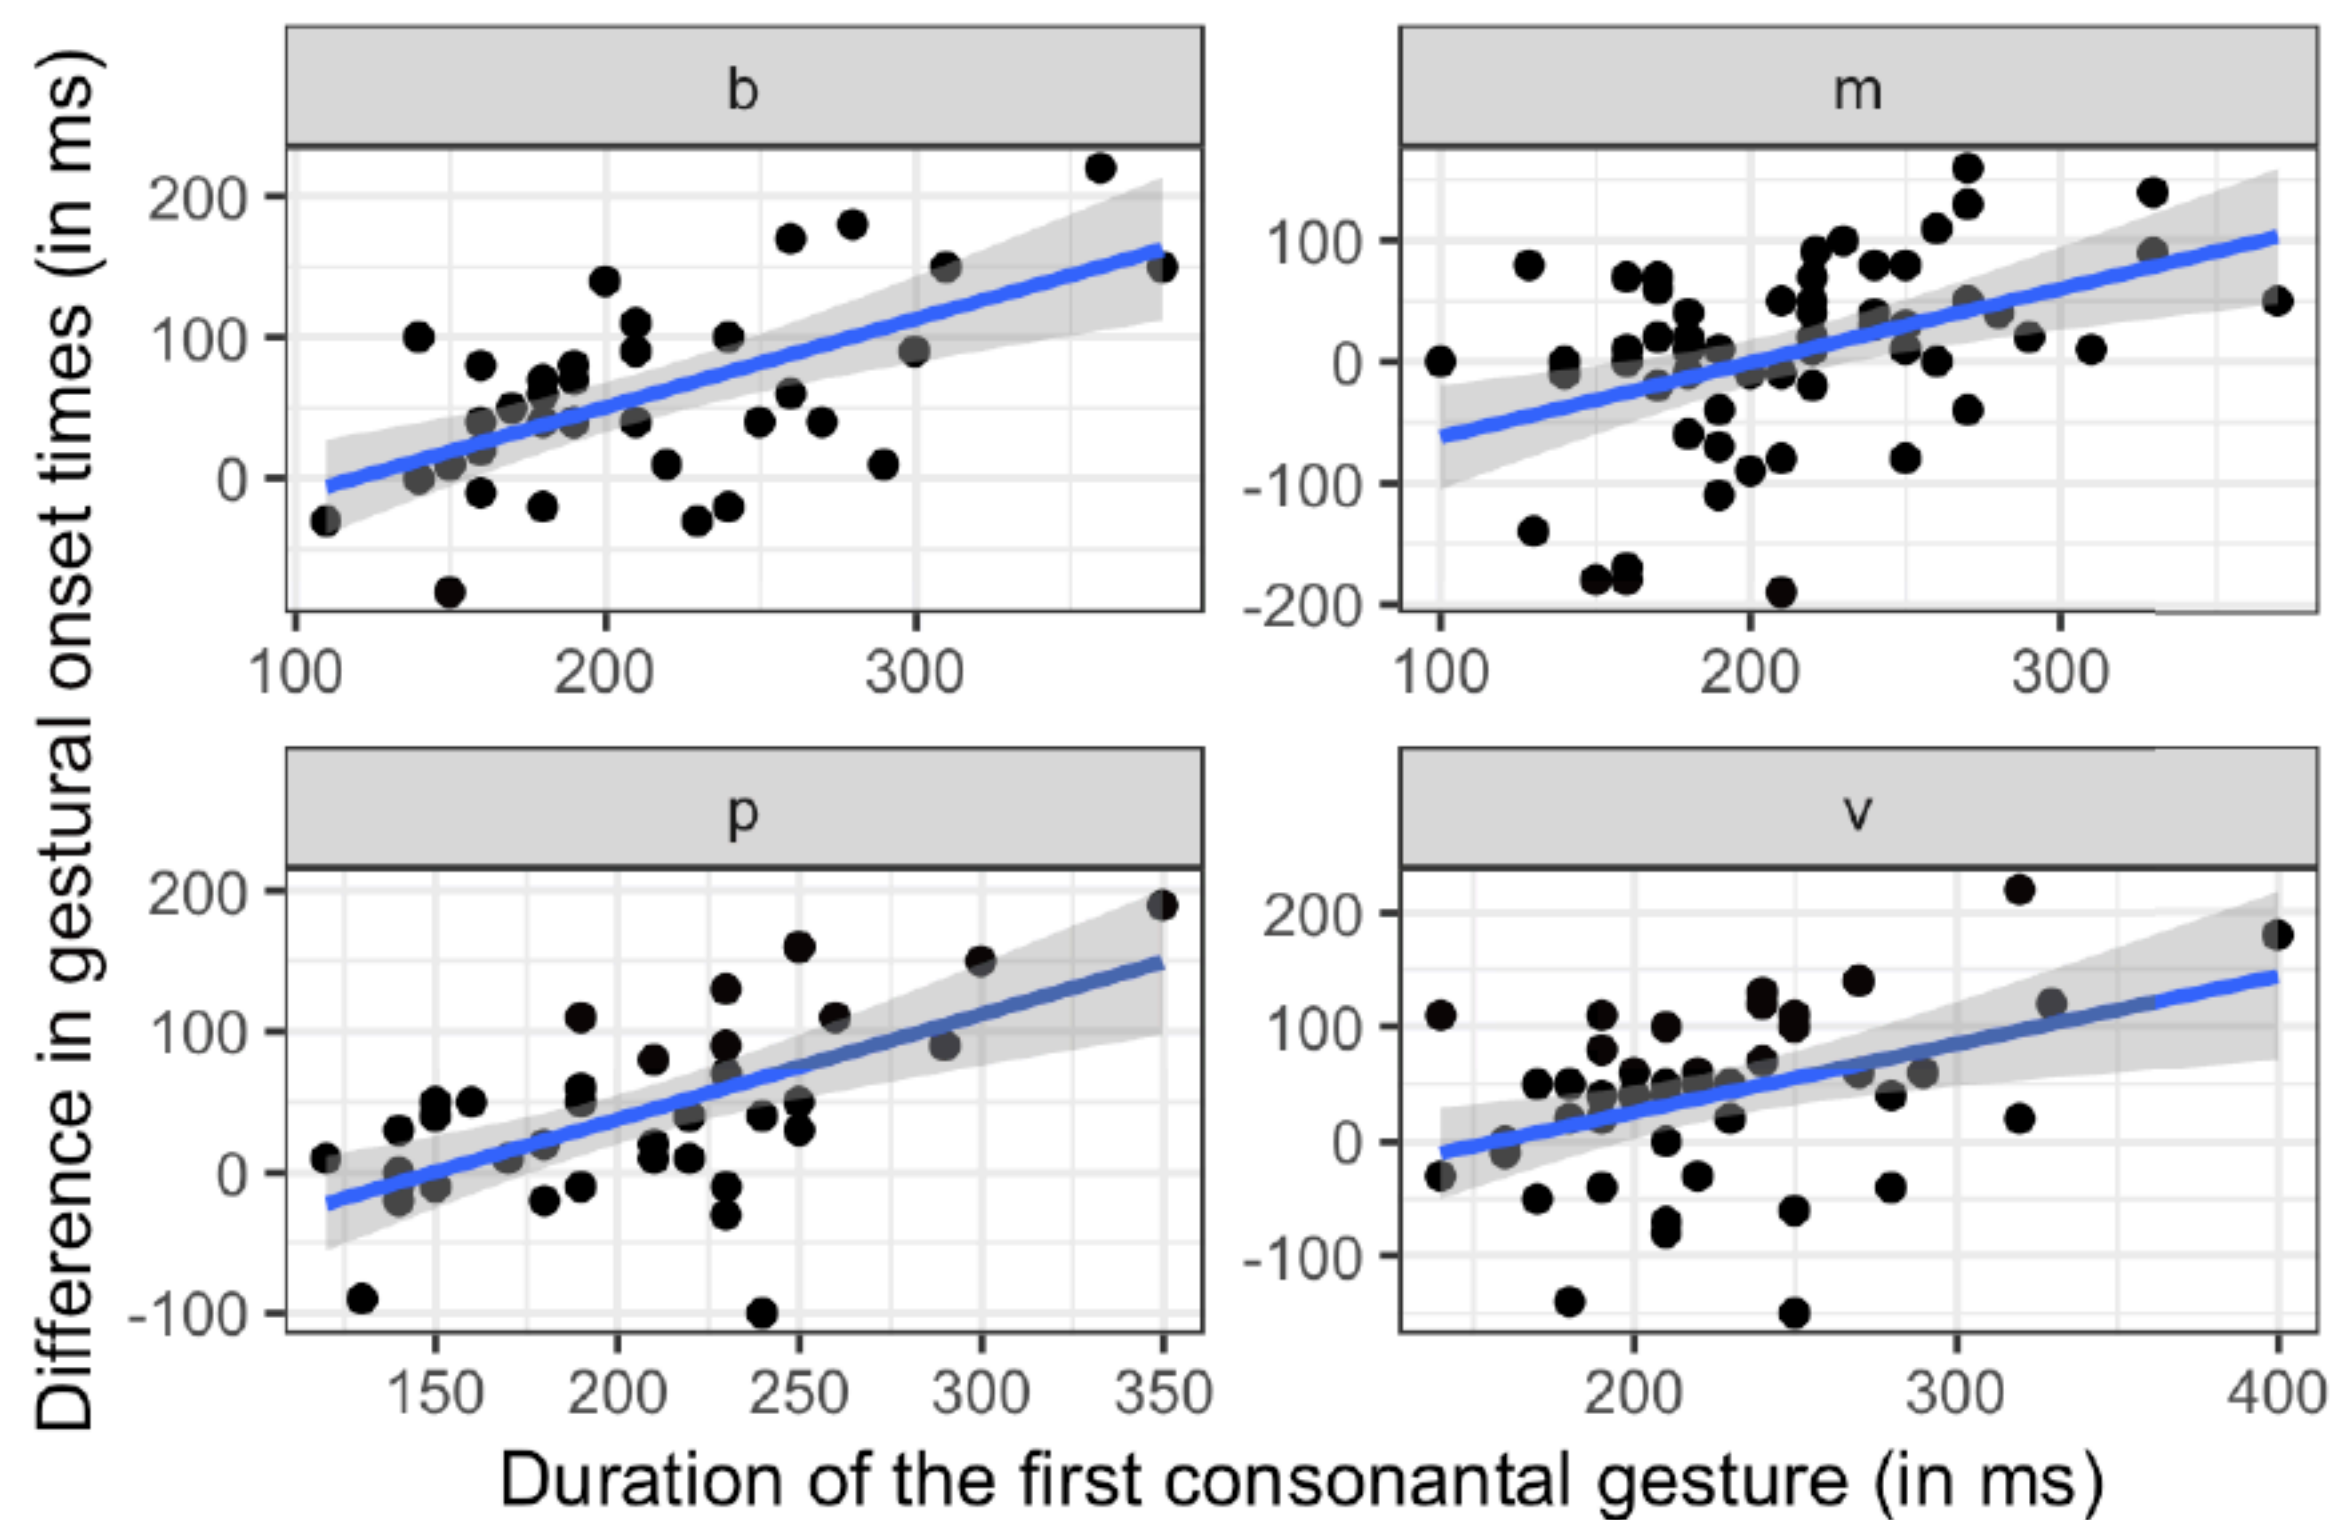 Difference in gestural onset times (in ms)
b
200
100
0
100 200 300
m
100
0
-100
-200
100 200 300
p
200
100
0
-100
150 200 250 300 350
v
200
100
0
-100
200 300 400
Duration of the first consonantal gesture (in ms)